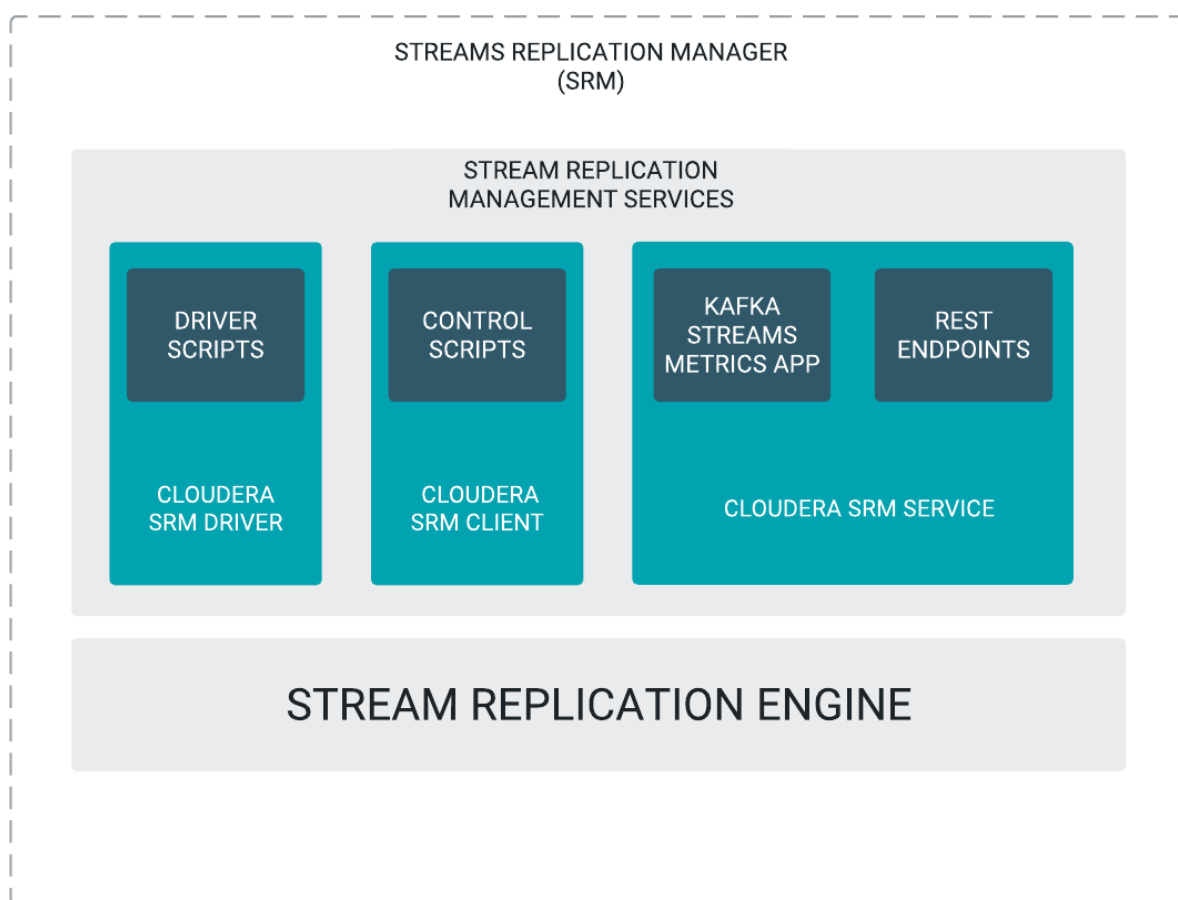 STREAMS REPLICATION MANAGER
(SRM)
STREAM REPLICATION
MANAGEMENT SERVICES
DRIVER
SCRIPTS
CLOUDERA
SRM DRIVER
CONTROL
SCRIPTS
CLOUDERA
SRM CLIENT
KAFKA
STREAMS
METRICS APP
REST
ENDPOINTS
CLOUDERA SRM SERVICE
STREAM REPLICATION ENGINE